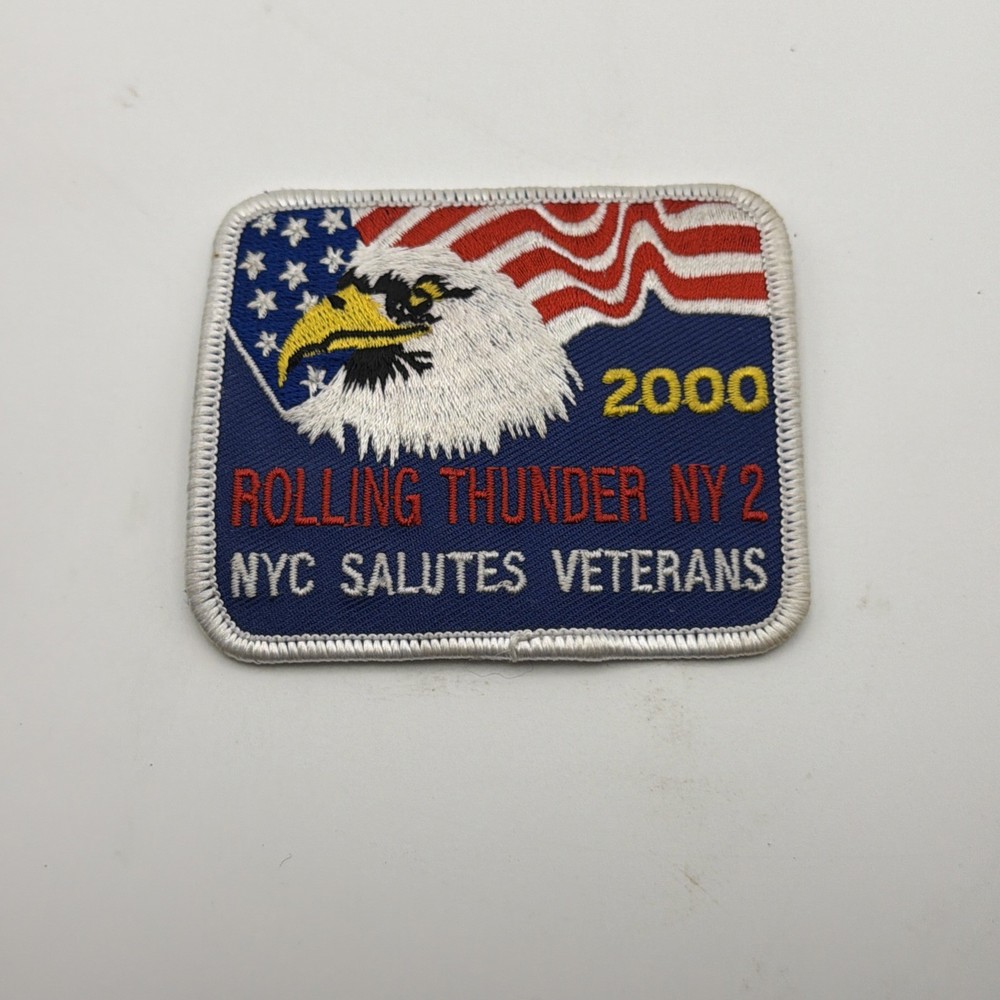 2000
ROLLING THUNDER NY 2
NYC SALUTES VETERANS